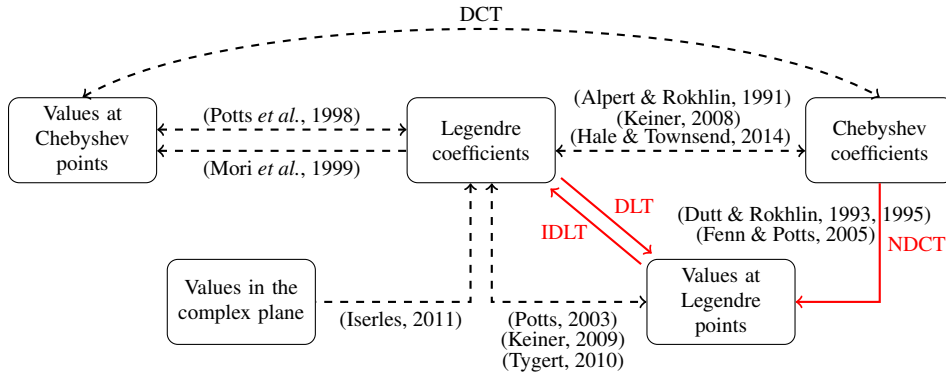 DCT
(Alpert & Rokhlin, 1991)
(Keiner, 2008)
(Hale & Townsend, 2014)
Values at
Chebyshev
points
(Potts et al., 1998)
(Mori et al., 1999)
Legendre
coefficients
Chebyshev
coefficients
DLT
IDLT
(Dutt & Rokhlin, 1993, 1995)
(Fenn & Potts, 2005)
NDCT
Values in the
complex plane
(Iserles, 2011)
Values at
Legendre
points
(Potts, 2003)
(Keiner, 2009)
(Tygert, 2010)